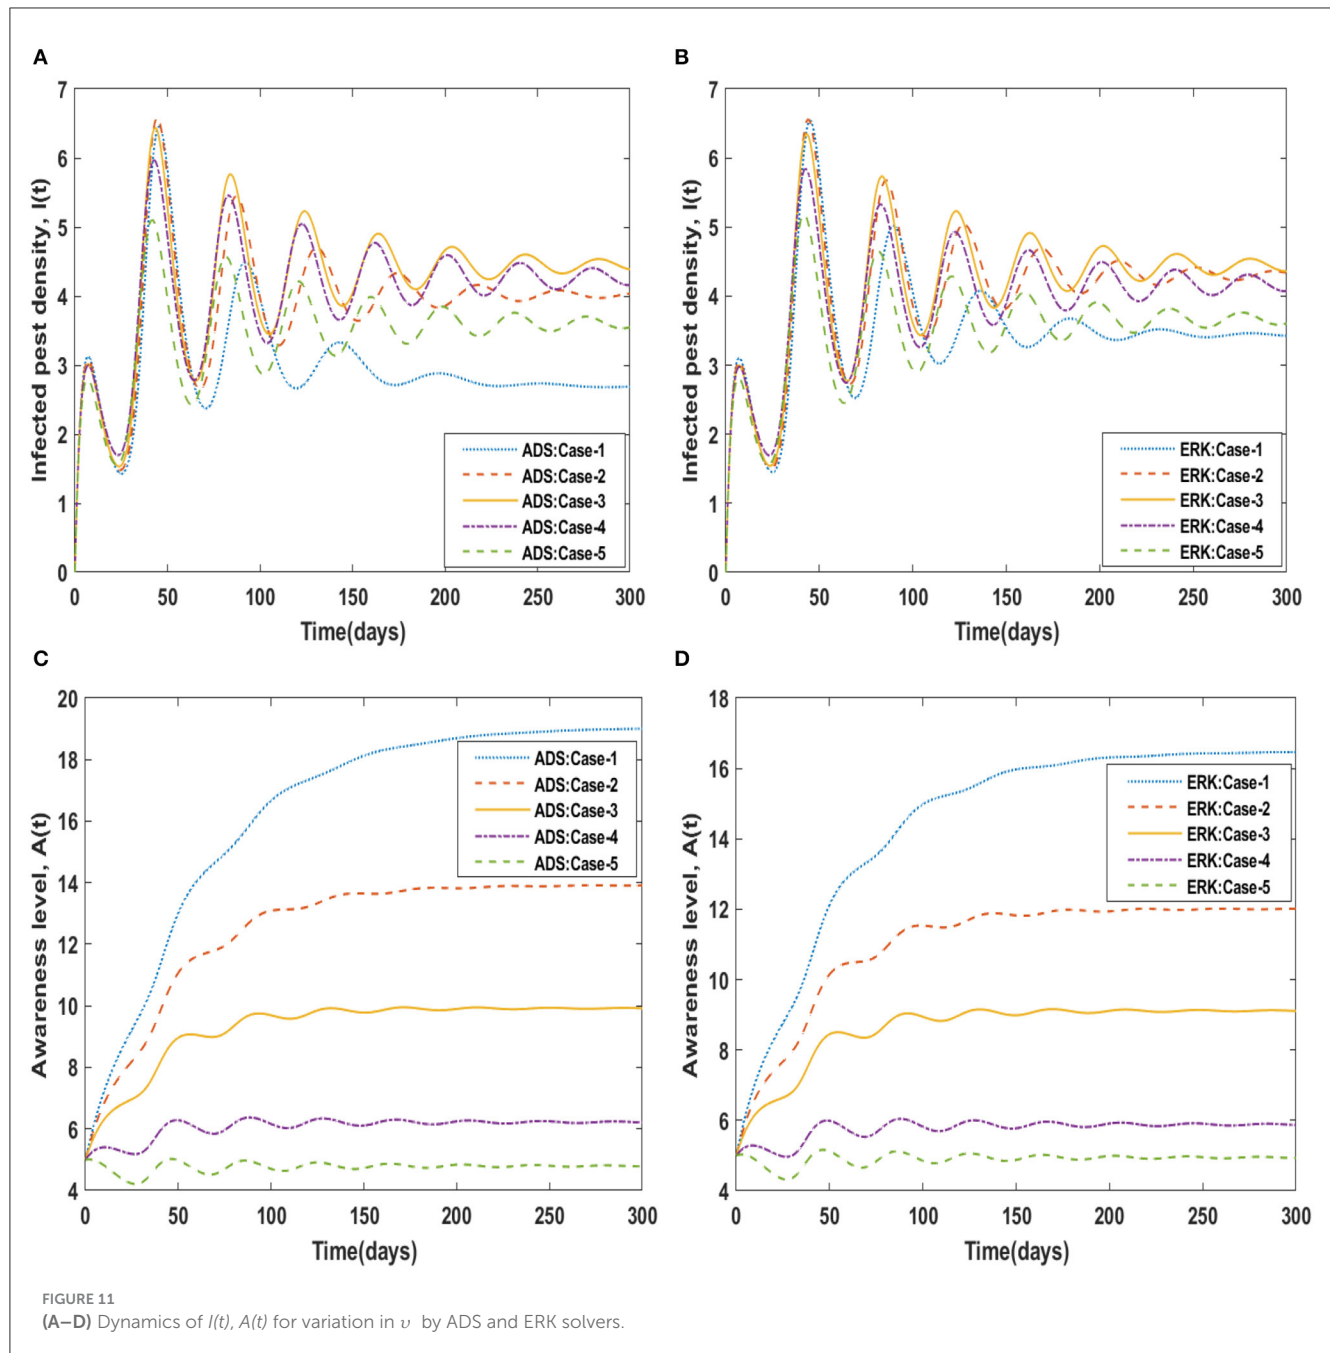 A
7
6
5
4
3
2
1
0
Infected pest density, I(t)
ADS:Case-1
ADS:Case-2
ADS:Case-3
ADS:Case-4
ADS:Case-5
0 50 100 150 200 250 300
Time(days)
B
7
6
5
4
3
2
1
0
Infected pest density, I(t)
ERK:Case-1
ERK:Case-2
ERK:Case-3
ERK:Case-4
ERK:Case-5
0 50 100 150 200 250 300
Time(days)
C
20
18
16
14
12
10
8
6
4
Awareness level, A(t)
ADS:Case-1
ADS:Case-2
ADS:Case-3
ADS:Case-4
ADS:Case-5
0 50 100 150 200 250 300
Time(days)
D
18
16
14
12
10
8
6
4
Awareness level, A(t)
ERK:Case-1
ERK:Case-2
ERK:Case-3
ERK:Case-4
ERK:Case-5
0 50 100 150 200 250 300
Time(days)
FIGURE 11
(A–D) Dynamics of I(t), A(t) for variation in υ by ADS and ERK solvers.